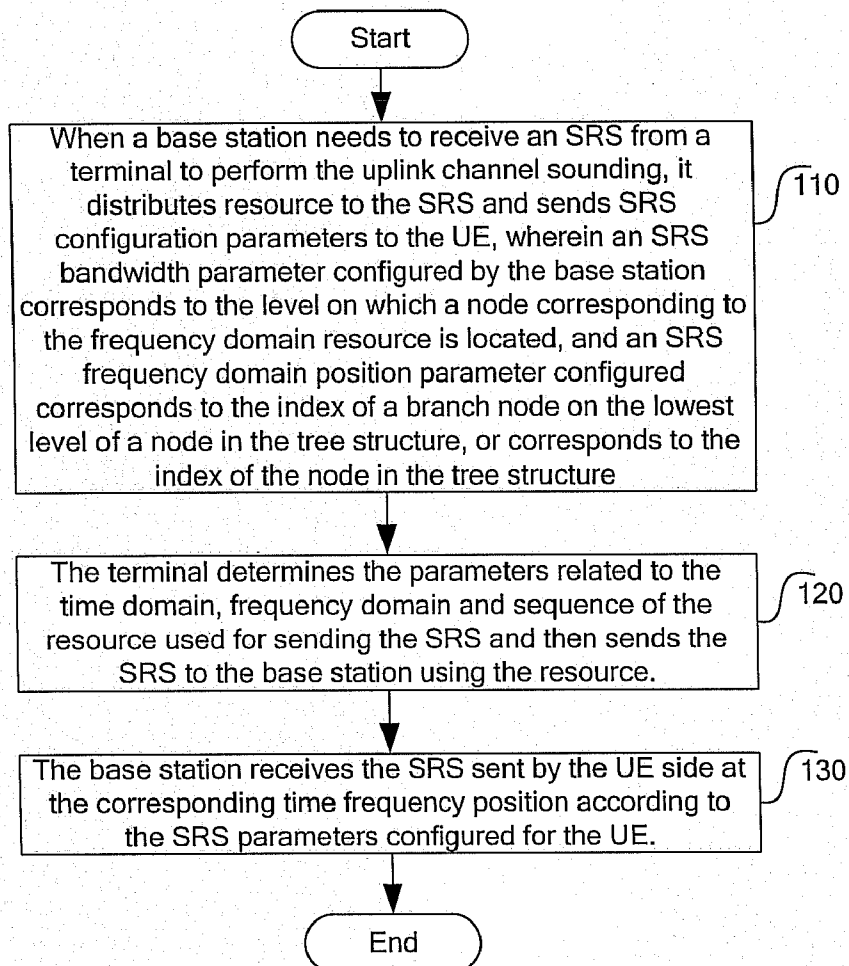 Start
When a base station needs to receive an SRS from a
terminal to perform the uplink channel sounding, it
distributes resource to the SRS and sends SRS
configuration parameters to the UE, wherein an SRS
bandwidth parameter configured by the base station
corresponds to the level on which a node corresponding to
the frequency domain resource is located, and an SRS
frequency domain position parameter configured
corresponds to the index of a branch node on the lowest
level of a node in the tree structure, or corresponds to the
index of the node in the tree structure
110
The terminal determines the parameters related to the
time domain, frequency domain and sequence of the
resource used for sending the SRS and then sends the
SRS to the base station using the resource.
120
The base station receives the SRS sent by the UE side at
the corresponding time frequency position according to
the SRS parameters configured for the UE.
130
End